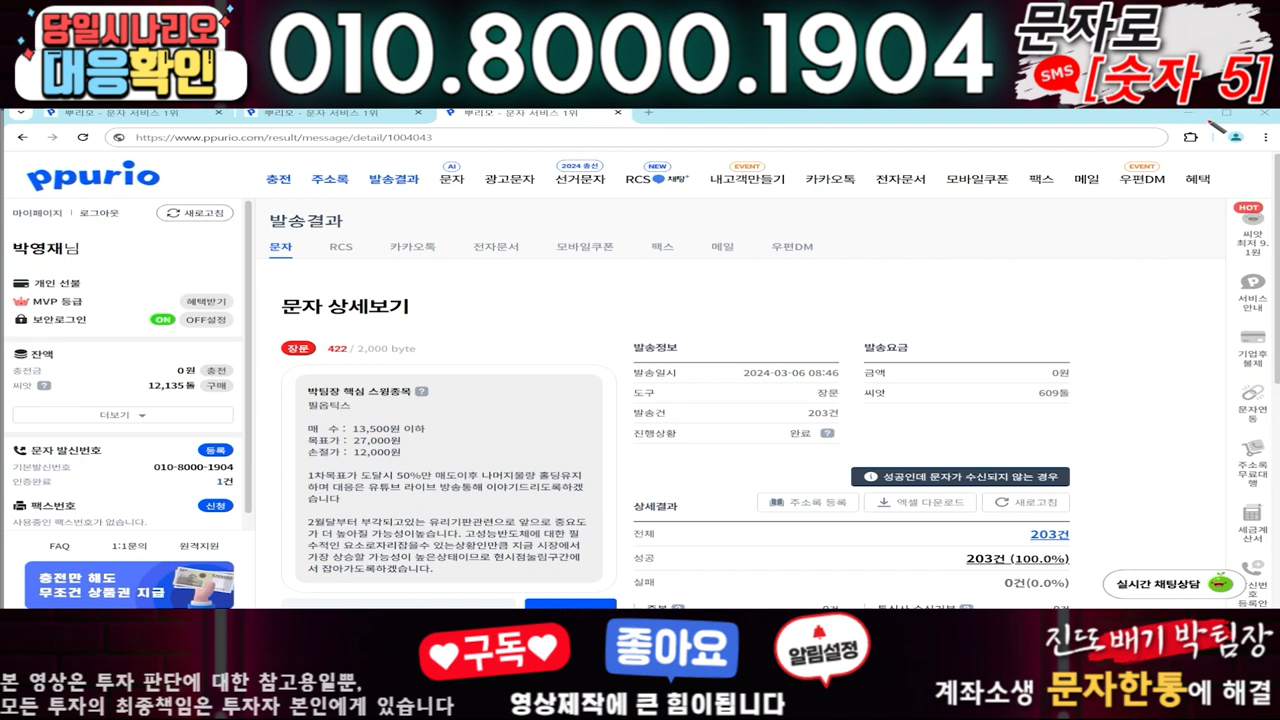 당일시나리오
대응확인
010.8000.1904
문자로
SMS [숫자 5]
뿌리오 - 문자 서비스 1위
뿌리오 - 문자 서비스 1위
뿌리오 - 문자 서비스 1위
https://www.ppurio.com/result/message/detail/1004043
ppurio
AI 2024 총선 NEW EVENT EVENT
충전 주소록 발송결과 문자 광고문자 선거문자 RCS 채팅+ 내고객만들기 카카오톡 전자문서 모바일쿠폰 팩스 메일 우편DM 혜택
마이페이지 | 로그아웃 새로고침
박영재님
개인 선불
MVP 등급 혜택받기
보안로그인 ON OFF설정
잔액
충전금 0원 충전
씨앗 ? 12,135톨 구매
더보기
문자 발신번호 등록
기본발신번호 010-8000-1904
인증완료 1건
팩스번호 신청
사용중인 팩스번호가 없습니다.
FAQ 1:1문의 원격지원
충전만 해도
무조건 상품권 지급
발송결과
문자 RCS 카카오톡 전자문서 모바일쿠폰 팩스 메일 우편DM
문자 상세보기
장문 422 / 2,000 byte
박팀장 핵심 스윙종목 ?
필옵틱스
매 수 : 13,500원 이하
목표가 : 27,000원
손절가 : 12,000원
1차목표가 도달시 50%만 매도이후 나머지물량 홀딩유지
하며 대응은 유튜브 라이브 방송통해 이야기드리도록하겠
습니다
2월달부터 부각되고있는 유리기판관련으로 앞으로 중요도
가 더 높아질 가능성이높습니다. 고성능반도체에 대한 필
수적인 요소로자리잡을수 있는상황인만큼 지금 시장에서
가장 상승할 가능성이 높은상태이므로 현시점눌림구간에
서 잡아가도록하겠습니다.
발송정보
발송일시 2024-03-06 08:46
도구 장문
발송건 203건
진행상황 완료 ?
발송요금
금액 0원
씨앗 609톨
성공인데 문자가 수신되지 않는 경우
상세결과 주소록 등록 엑셀 다운로드 새로고침
전체 203건
성공 203건 (100.0%)
실패 0건(0.0%)
중복 ? 0건 통신사 수신거부 ? 0건
HOT
씨앗
최저 9.
1원
서비스
안내
기업후
불제
문자연
동
주소록
무료대
행
세금계
산서
발신번
호
등록안
실시간 채팅상담
본 영상은 투자 판단에 대한 참고용일뿐,
모든 투자의 최종책임은 투자자 본인에게 있습니다
구독
좋아요
알림설정
영상제작에 큰 힘이됩니다
진또배기 박팀장
계좌소생 문자한통에 해결